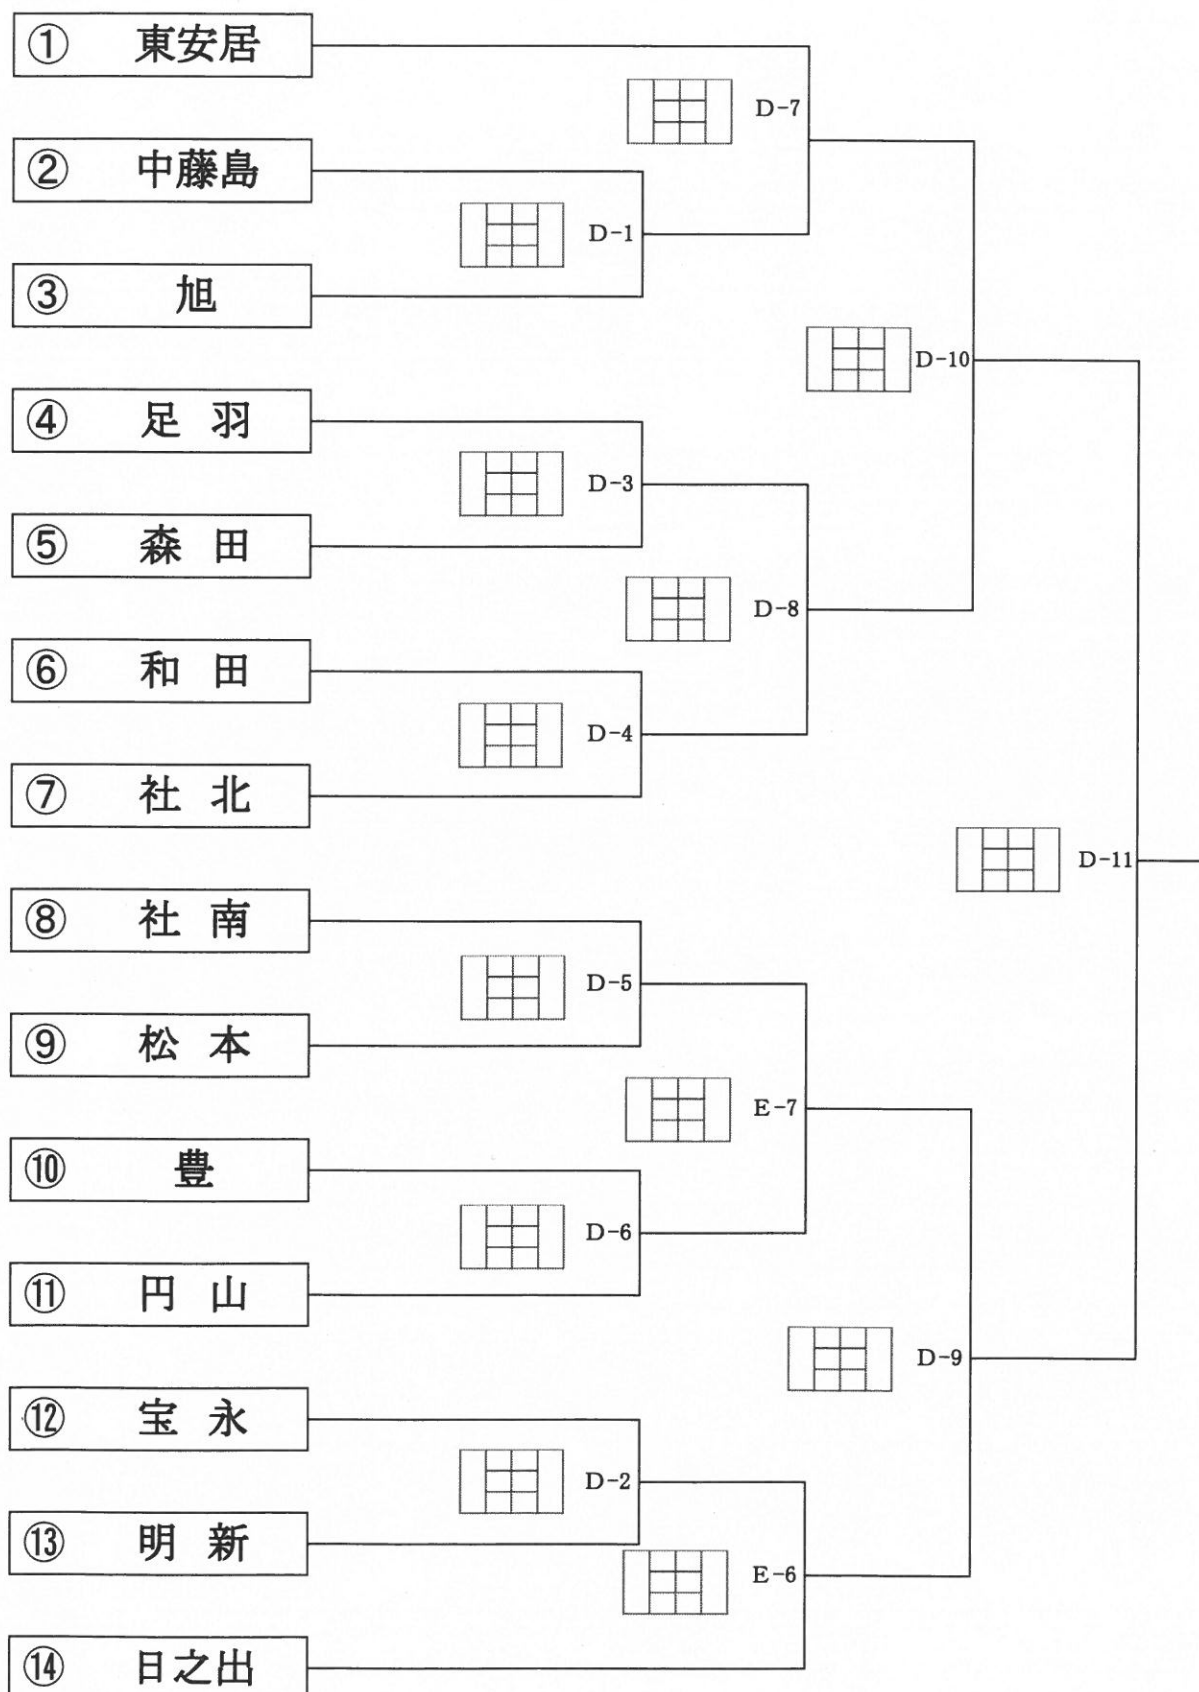 ① 東安居
D-7
② 中藤島
D-1
③ 旭
D-10
④ 足 羽
D-3
⑤ 森 田
D-8
⑥ 和 田
D-4
⑦ 社 北
D-11
⑧ 社 南
D-5
⑨ 松 本
E-7
⑩ 豊
D-6
⑪ 円 山
D-9
⑫ 宝 永
D-2
⑬ 明 新
E-6
⑭ 日之出